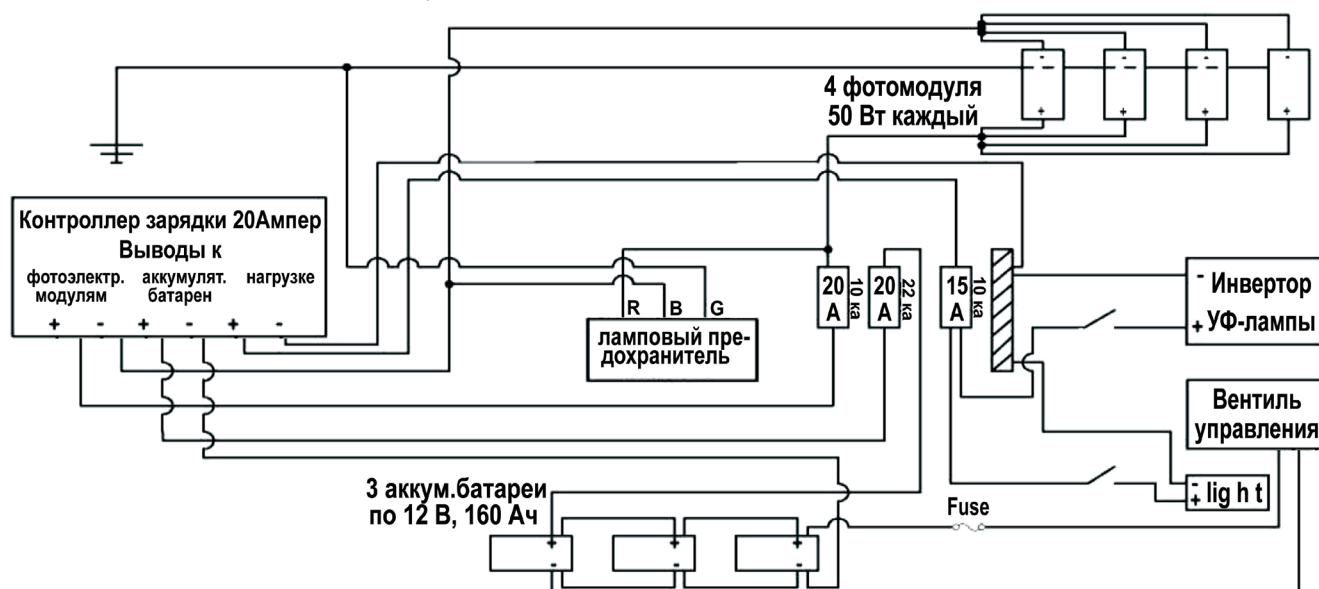 4 фотомодуля
50 Вт каждый
- - - -
+ + + +
Контроллер зарядки 20Ампер
Выводы к
фотоэлектр. аккумулят. нагрузке
модулям батарен
+ - + - + -
R B G
ламповый пре-
дохранитель
20 А
10 ка
20 А
22 ка
15 А
10 ка
- Инвертор
+ УФ-лампы
Вентиль
управления
- light
+
Fuse
3 аккум.батареи
по 12 В, 160 Ач
+ + +
- - -